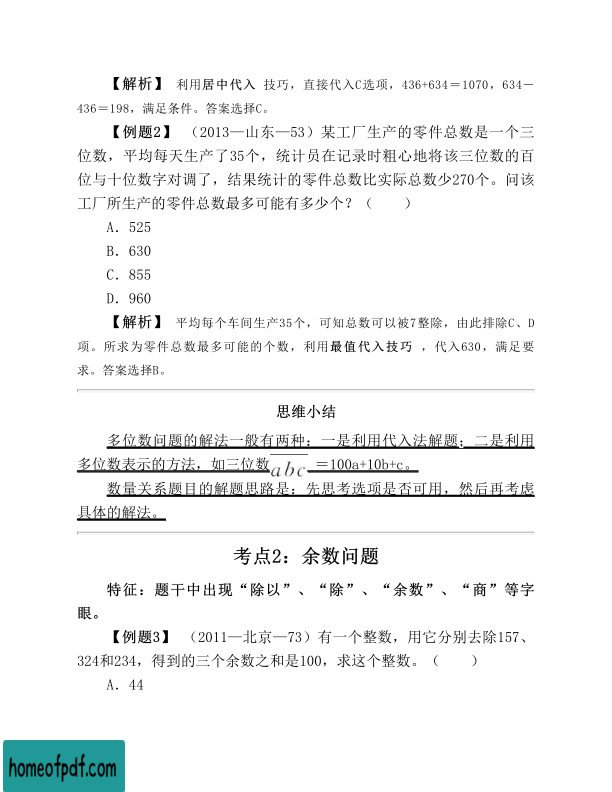 【解析】 利用居中代入 技巧，直接代入C选项，436+634＝1070，634－
436＝198，满足条件。答案选择C。
【例题2】 （2013—山东—53）某工厂生产的零件总数是一个三
位数，平均每天生产了35个，统计员在记录时粗心地将该三位数的百
位与十位数字对调了，结果统计的零件总数比实际总数少270个。问该
工厂所生产的零件总数最多可能有多少个？（　　）
A．525
B．630
C．855
D．960
【解析】 平均每个车间生产35个，可知总数可以被7整除，由此排除C、D
项。所求为零件总数最多可能的个数，利用最值代入技巧 ，代入630，满足要
求。答案选择B。
思维小结
多位数问题的解法一般有两种：一是利用代入法解题；二是利用
多位数表示的方法，如三位数abc ＝100a+10b+c。
数量关系题目的解题思路是：先思考选项是否可用，然后再考虑
具体的解法。
考点2：余数问题
特征：题干中出现“除以”、“除”、“余数”、“商”等字
眼。
【例题3】 （2011—北京—73）有一个整数，用它分别去除157、
324和234，得到的三个余数之和是100，求这个整数。（　　）
A．44
homeofpdf.com